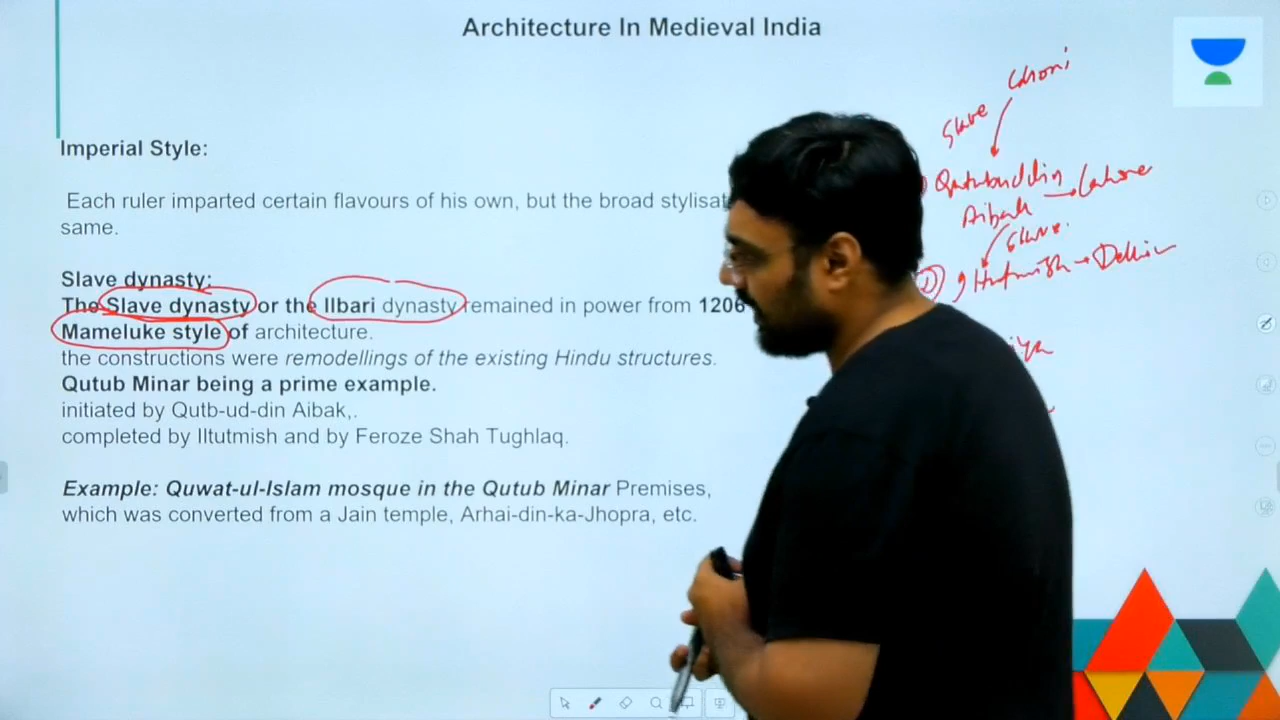 Architecture In Medieval India
Imperial Style:
Each ruler imparted certain flavours of his own, but the broad
same.
Slave dynasty:
The Slave dynasty or the Ilbari dynasty remained in power from 1206
Mameluke style of architecture.
the constructions were remodellings of the existing Hindu structures.
Qutub Minar being a prime example.
initiated by Qutb-ud-din Aibak,.
completed by Iltutmish and by Feroze Shah Tughlaq.
Example: Quwat-ul-Islam mosque in the Qutub Minar Premises,
which was converted from a Jain temple, Arhai-din-ka-Jhopra, etc.
Ghori
Slave
Qutubuddin
Aibak → Lahore
Slave.